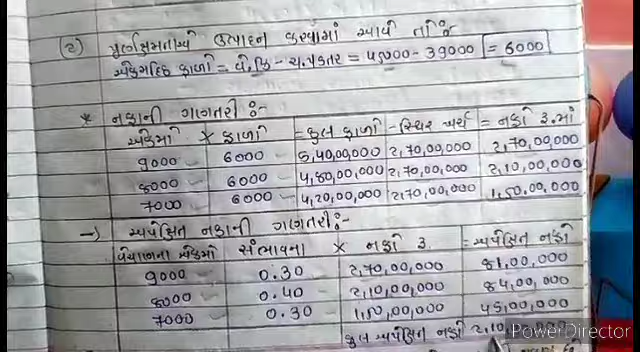 (૨) પૂર્ણક્ષમતાએ ઉત્પાદન કરવામાં આવે તો:-
એકમદીઠ ફાળો = વે.કિં - ચ.પડતર = ૪૫૦૦૦ - 39000 = 6000
* નફાની ગણતરી :-
એકમો × ફાળો = કુલ ફાળો - સ્થિર ખર્ચ = નફો રૂ.માં
9000 6000 5,40,00,000 2,70,00,000 2,70,00,000
8000 6000 4,80,00,000 2,70,00,000 2,10,00,000
7000 6000 4,20,00,000 2,70,00,000 1,50,00,000
→) અપેક્ષિત નફાની ગણતરી:-
વેચાણના એકમો સંભાવના × નફો રૂ. = અપેક્ષિત નફો
9000 0.30 2,70,00,000 81,00,000
8000 0.40 2,10,00,000 84,00,000
7000 0.30 1,50,00,000 45,00,000
કુલ અપેક્ષિત નફો 2,10,
PowerDirector